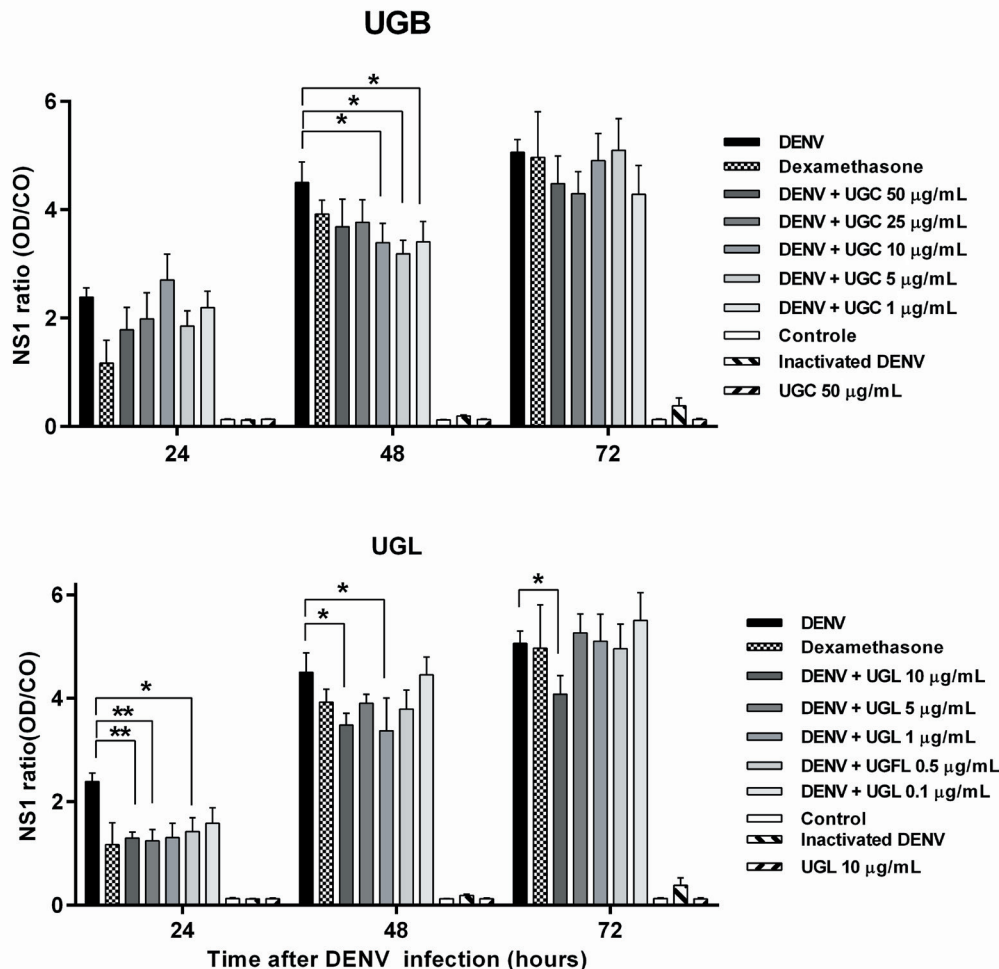 UGB
* 
*
*
6
4
2
0
NS1 ratio (OD/CO)
24
48
72
DENV
Dexamethasone
DENV + UGC 50 µg/mL
DENV + UGC 25 µg/mL
DENV + UGC 10 µg/mL
DENV + UGC 5 µg/mL
DENV + UGC 1 µg/mL
Controle
Inactivated DENV
UGC 50 µg/mL
UGL
*
**
**
*
*
*
6
4
2
0
NS1 ratio(OD/CO)
24
48
72
Time after DENV infection (hours)
DENV
Dexamethasone
DENV + UGL 10 µg/mL
DENV + UGL 5 µg/mL
DENV + UGL 1 µg/mL
DENV + UGFL 0.5 µg/mL
DENV + UGL 0.1 µg/mL
Control
Inactivated DENV
UGL 10 µg/mL